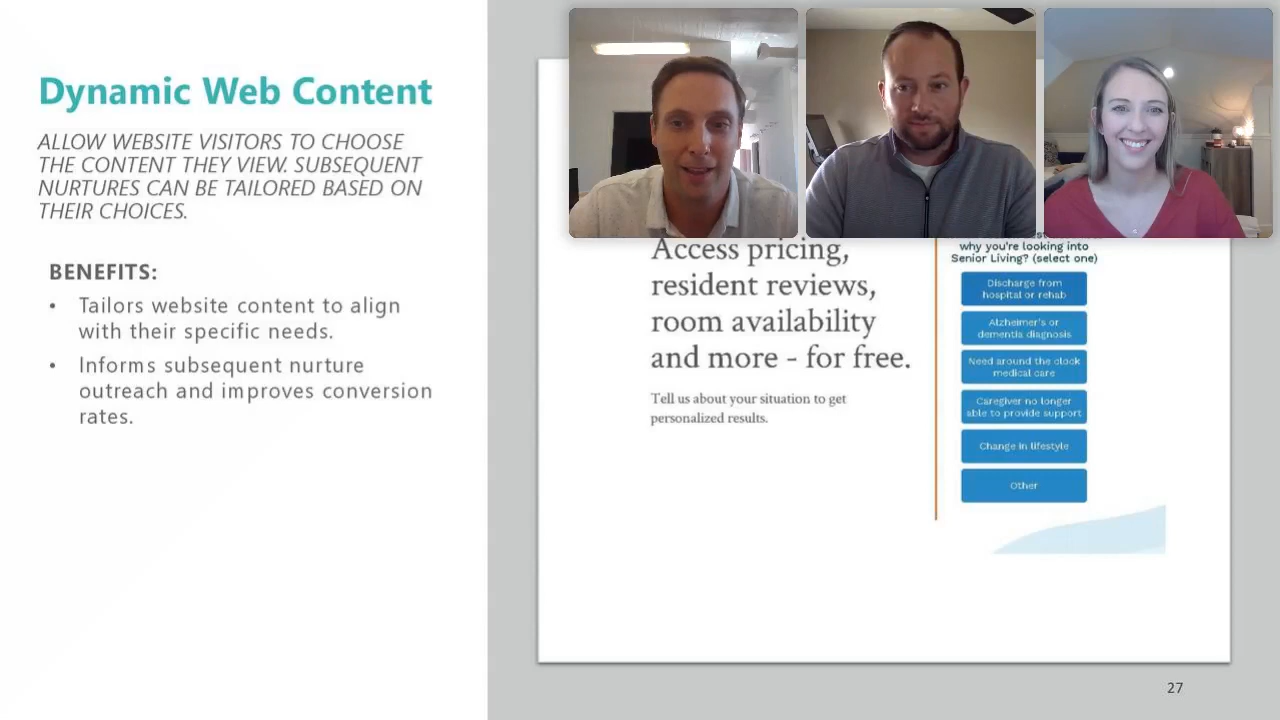 Dynamic Web Content
ALLOW WEBSITE VISITORS TO CHOOSE
THE CONTENT THEY VIEW. SUBSEQUENT
NURTURES CAN BE TAILORED BASED ON
THEIR CHOICES.
BENEFITS:
• Tailors website content to align
with their specific needs.
• Informs subsequent nurture
outreach and improves conversion
rates.
Access pricing,
resident reviews,
room availability
and more - for free.
Tell us about your situation to get
personalized results.
why you're looking into
Senior Living? (select one)
Discharge from
hospital or rehab
Alzheimer's or
dementia diagnosis
Need around the clock
medical care
Caregiver no longer
able to provide support
Change in lifestyle
Other
27